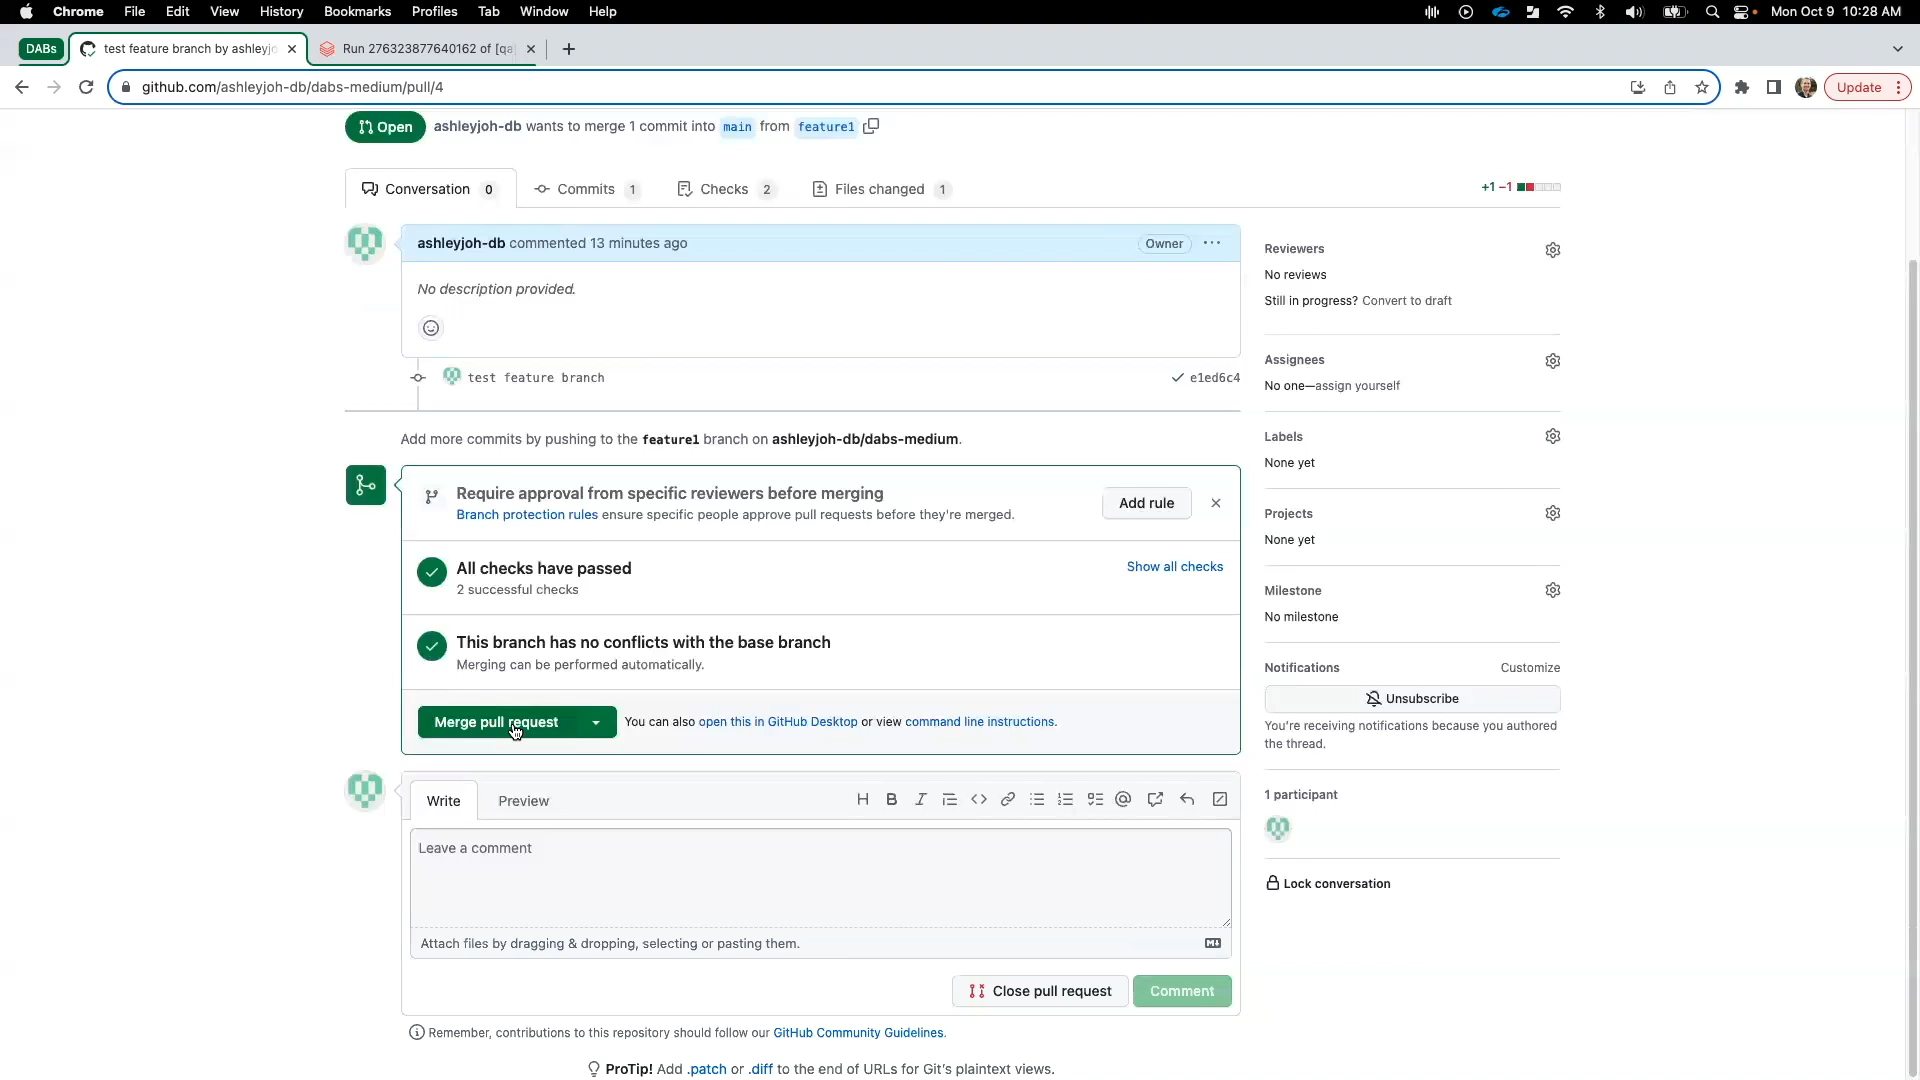 Chrome File Edit View History Bookmarks Profiles Tab Window Help Mon Oct 9 10:28 AM
DABs test feature branch by ashleyjo Run 276323877640162 of [qa
github.com/ashleyjoh-db/dabs-medium/pull/4 Update
Open ashleyjoh-db wants to merge 1 commit into main from feature1
Conversation 0 Commits 1 Checks 2 Files changed 1 +1 −1
ashleyjoh-db commented 13 minutes ago Owner
No description provided.
test feature branch e1ed6c4
Add more commits by pushing to the feature1 branch on ashleyjoh-db/dabs-medium.
Require approval from specific reviewers before merging
Branch protection rules ensure specific people approve pull requests before they're merged.
Add rule
All checks have passed
2 successful checks
Show all checks
This branch has no conflicts with the base branch
Merging can be performed automatically.
Merge pull request You can also open this in GitHub Desktop or view command line instructions.
Write Preview
Leave a comment
Attach files by dragging & dropping, selecting or pasting them.
Close pull request Comment
Remember, contributions to this repository should follow our GitHub Community Guidelines.
ProTip! Add .patch or .diff to the end of URLs for Git's plaintext views.
Reviewers
No reviews
Still in progress? Convert to draft
Assignees
No one—assign yourself
Labels
None yet
Projects
None yet
Milestone
No milestone
Notifications Customize
Unsubscribe
You're receiving notifications because you authored
the thread.
1 participant
Lock conversation